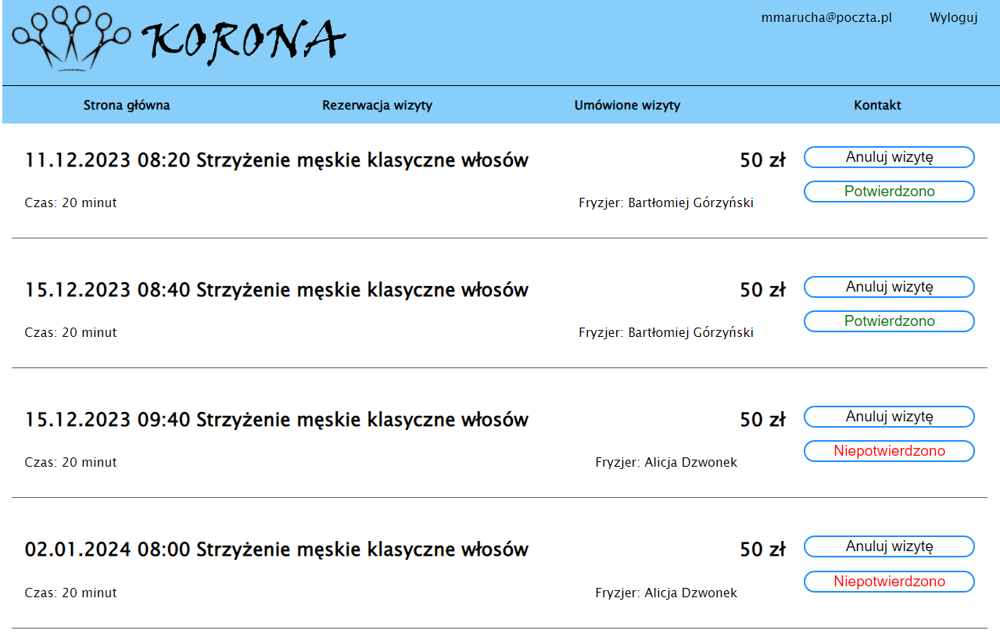 KORONA
mmarucha@poczta.pl Wyloguj
Strona główna Rezerwacja wizyty Umówione wizyty Kontakt
11.12.2023 08:20 Strzyżenie męskie klasyczne włosów 50 zł Anuluj wizytę
Potwierdzono
Czas: 20 minut Fryzjer: Bartłomiej Górzyński
15.12.2023 08:40 Strzyżenie męskie klasyczne włosów 50 zł Anuluj wizytę
Potwierdzono
Czas: 20 minut Fryzjer: Bartłomiej Górzyński
15.12.2023 09:40 Strzyżenie męskie klasyczne włosów 50 zł Anuluj wizytę
Niepotwierdzono
Czas: 20 minut Fryzjer: Alicja Dzwonek
02.01.2024 08:00 Strzyżenie męskie klasyczne włosów 50 zł Anuluj wizytę
Niepotwierdzono
Czas: 20 minut Fryzjer: Alicja Dzwonek